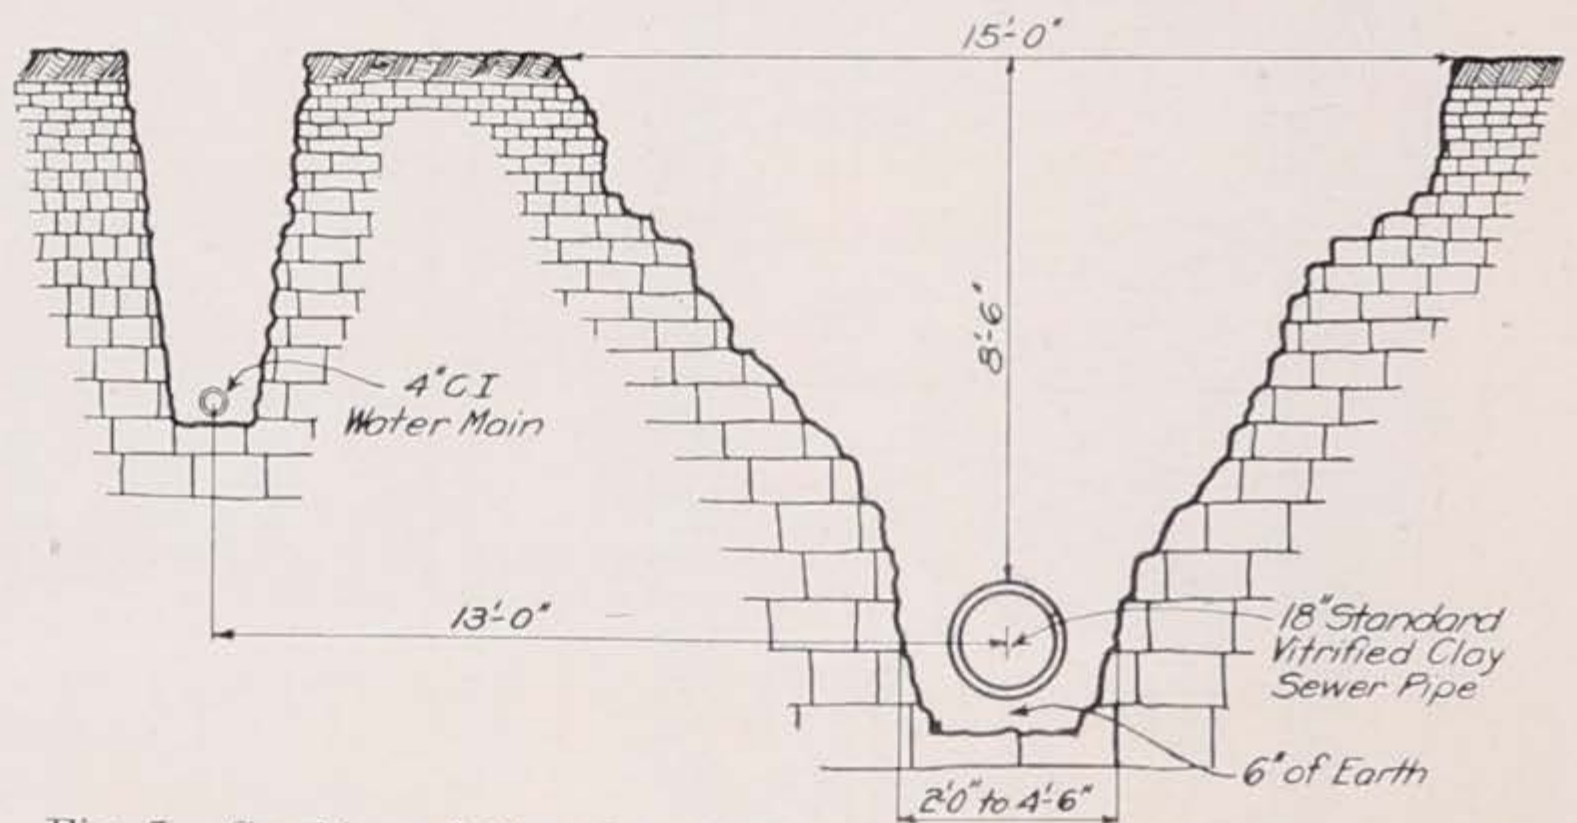 15'-0"
8'-6"
4" C I
Water Main
13'-0"
18" Standard
Vitrified Clay
Sewer Pipe
6" of Earth
2'0" to 4'-6"